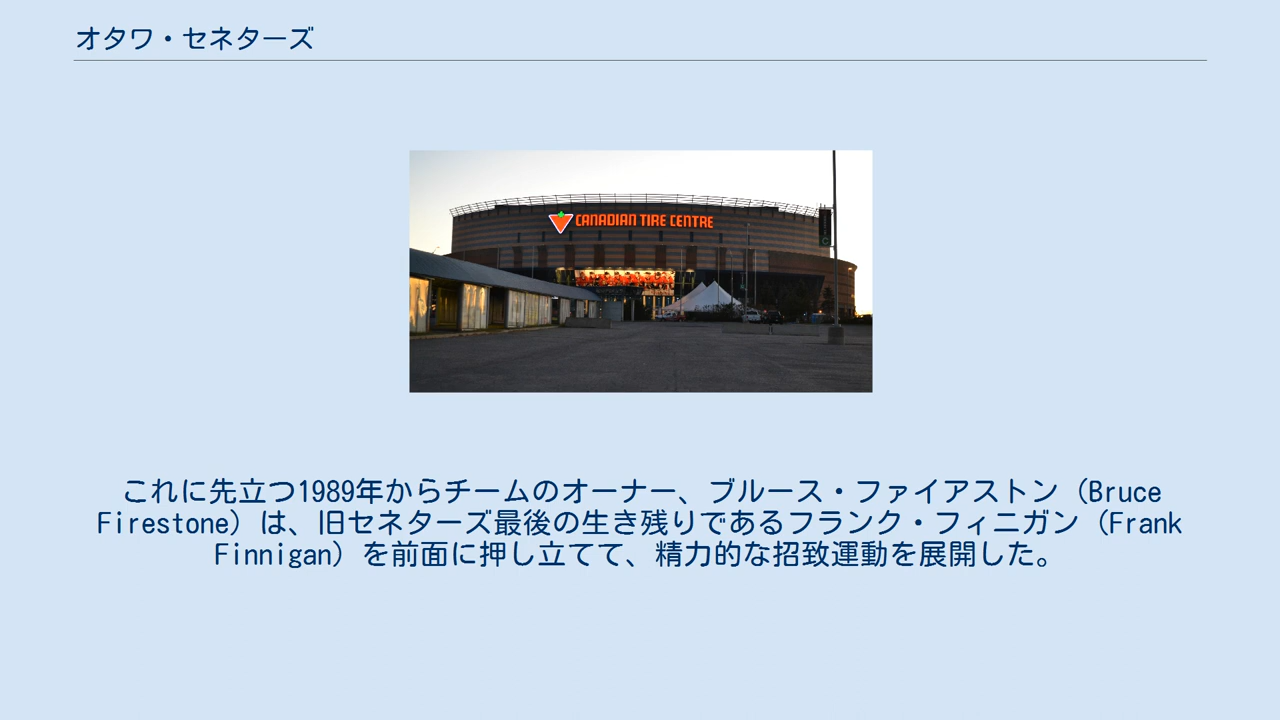 オタワ・セネターズ
CANADIAN TIRE CENTRE
これに先立つ1989年からチームのオーナー、ブルース・ファイアストン（Bruce
Firestone）は、旧セネターズ最後の生き残りであるフランク・フィニガン（Frank
Finnigan）を前面に押し立てて、精力的な招致運動を展開した。